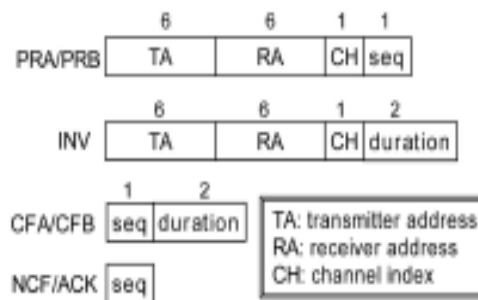 6 6 1 1
PRA/PRB TA RA CH seq
6 6 1 2
INV TA RA CH duration
1 2
CFA/CFB seq duration
NCF/ACK seq
TA: transmitter address
RA: receiver address
CH: channel index